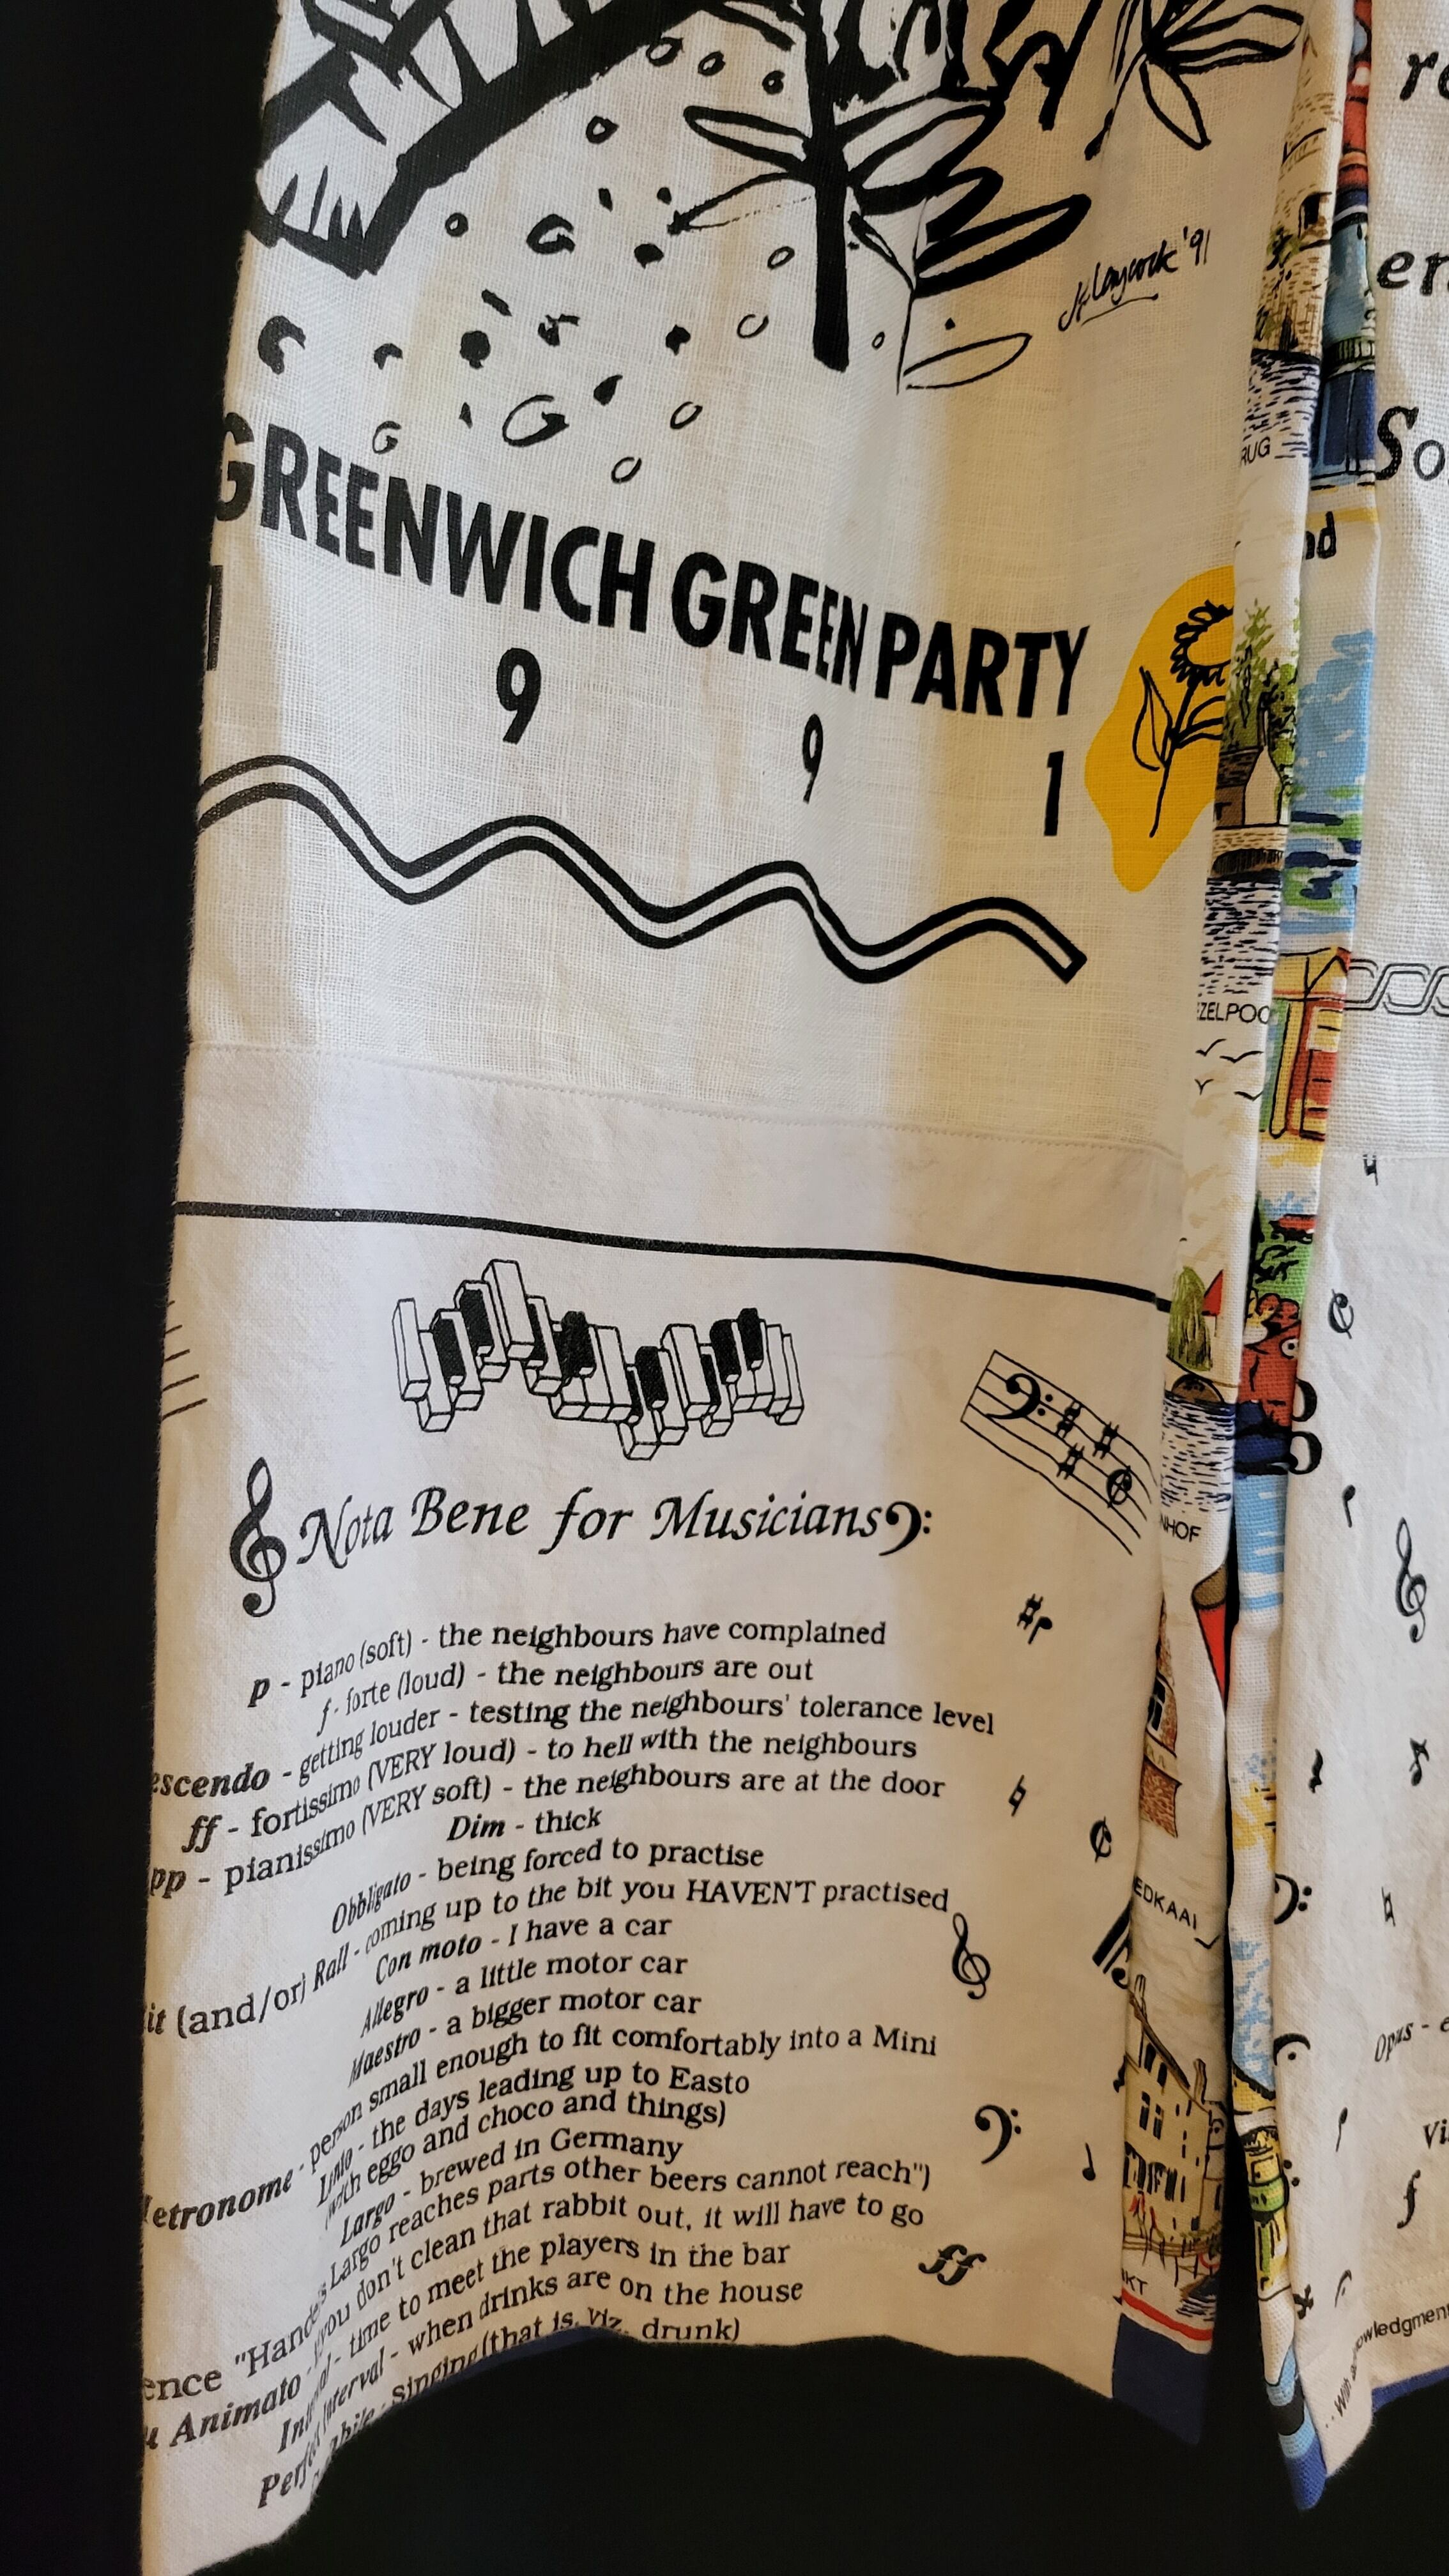 J. Laycock '91
GREENWICH GREEN PARTY
1 9 9 1
Nota Bene for Musicians
p - piano (soft) - the neighbours have complained
f - forte (loud) - the neighbours are out
escendo - getting louder - testing the neighbours' tolerance level
ff - fortissimo (VERY loud) - to hell with the neighbours
pp - pianissimo (VERY soft) - the neighbours are at the door
Dim - thick
Obbligato - being forced to practise
it (and/or) Rall - coming up to the bit you HAVEN'T practised
Con moto - I have a car
Allegro - a little motor car
Maestro - a bigger motor car
etronome - person small enough to fit comfortably into a Mini
Lento - the days leading up to Easto
(with eggo and choco and things)
Largo - brewed in Germany
ence "Handel's Largo reaches parts other beers cannot reach")
Animato - you don't clean that rabbit out, it will have to go
Interval - time to meet the players in the bar
Perfect Interval - when drinks are on the house
singing (that is, viz. drunk)
ff
RUG
ZELPOO
NHOF
EDKAAI
RKT
nd
re
en
So
Opus - e
Vi
f
With acknowledgment